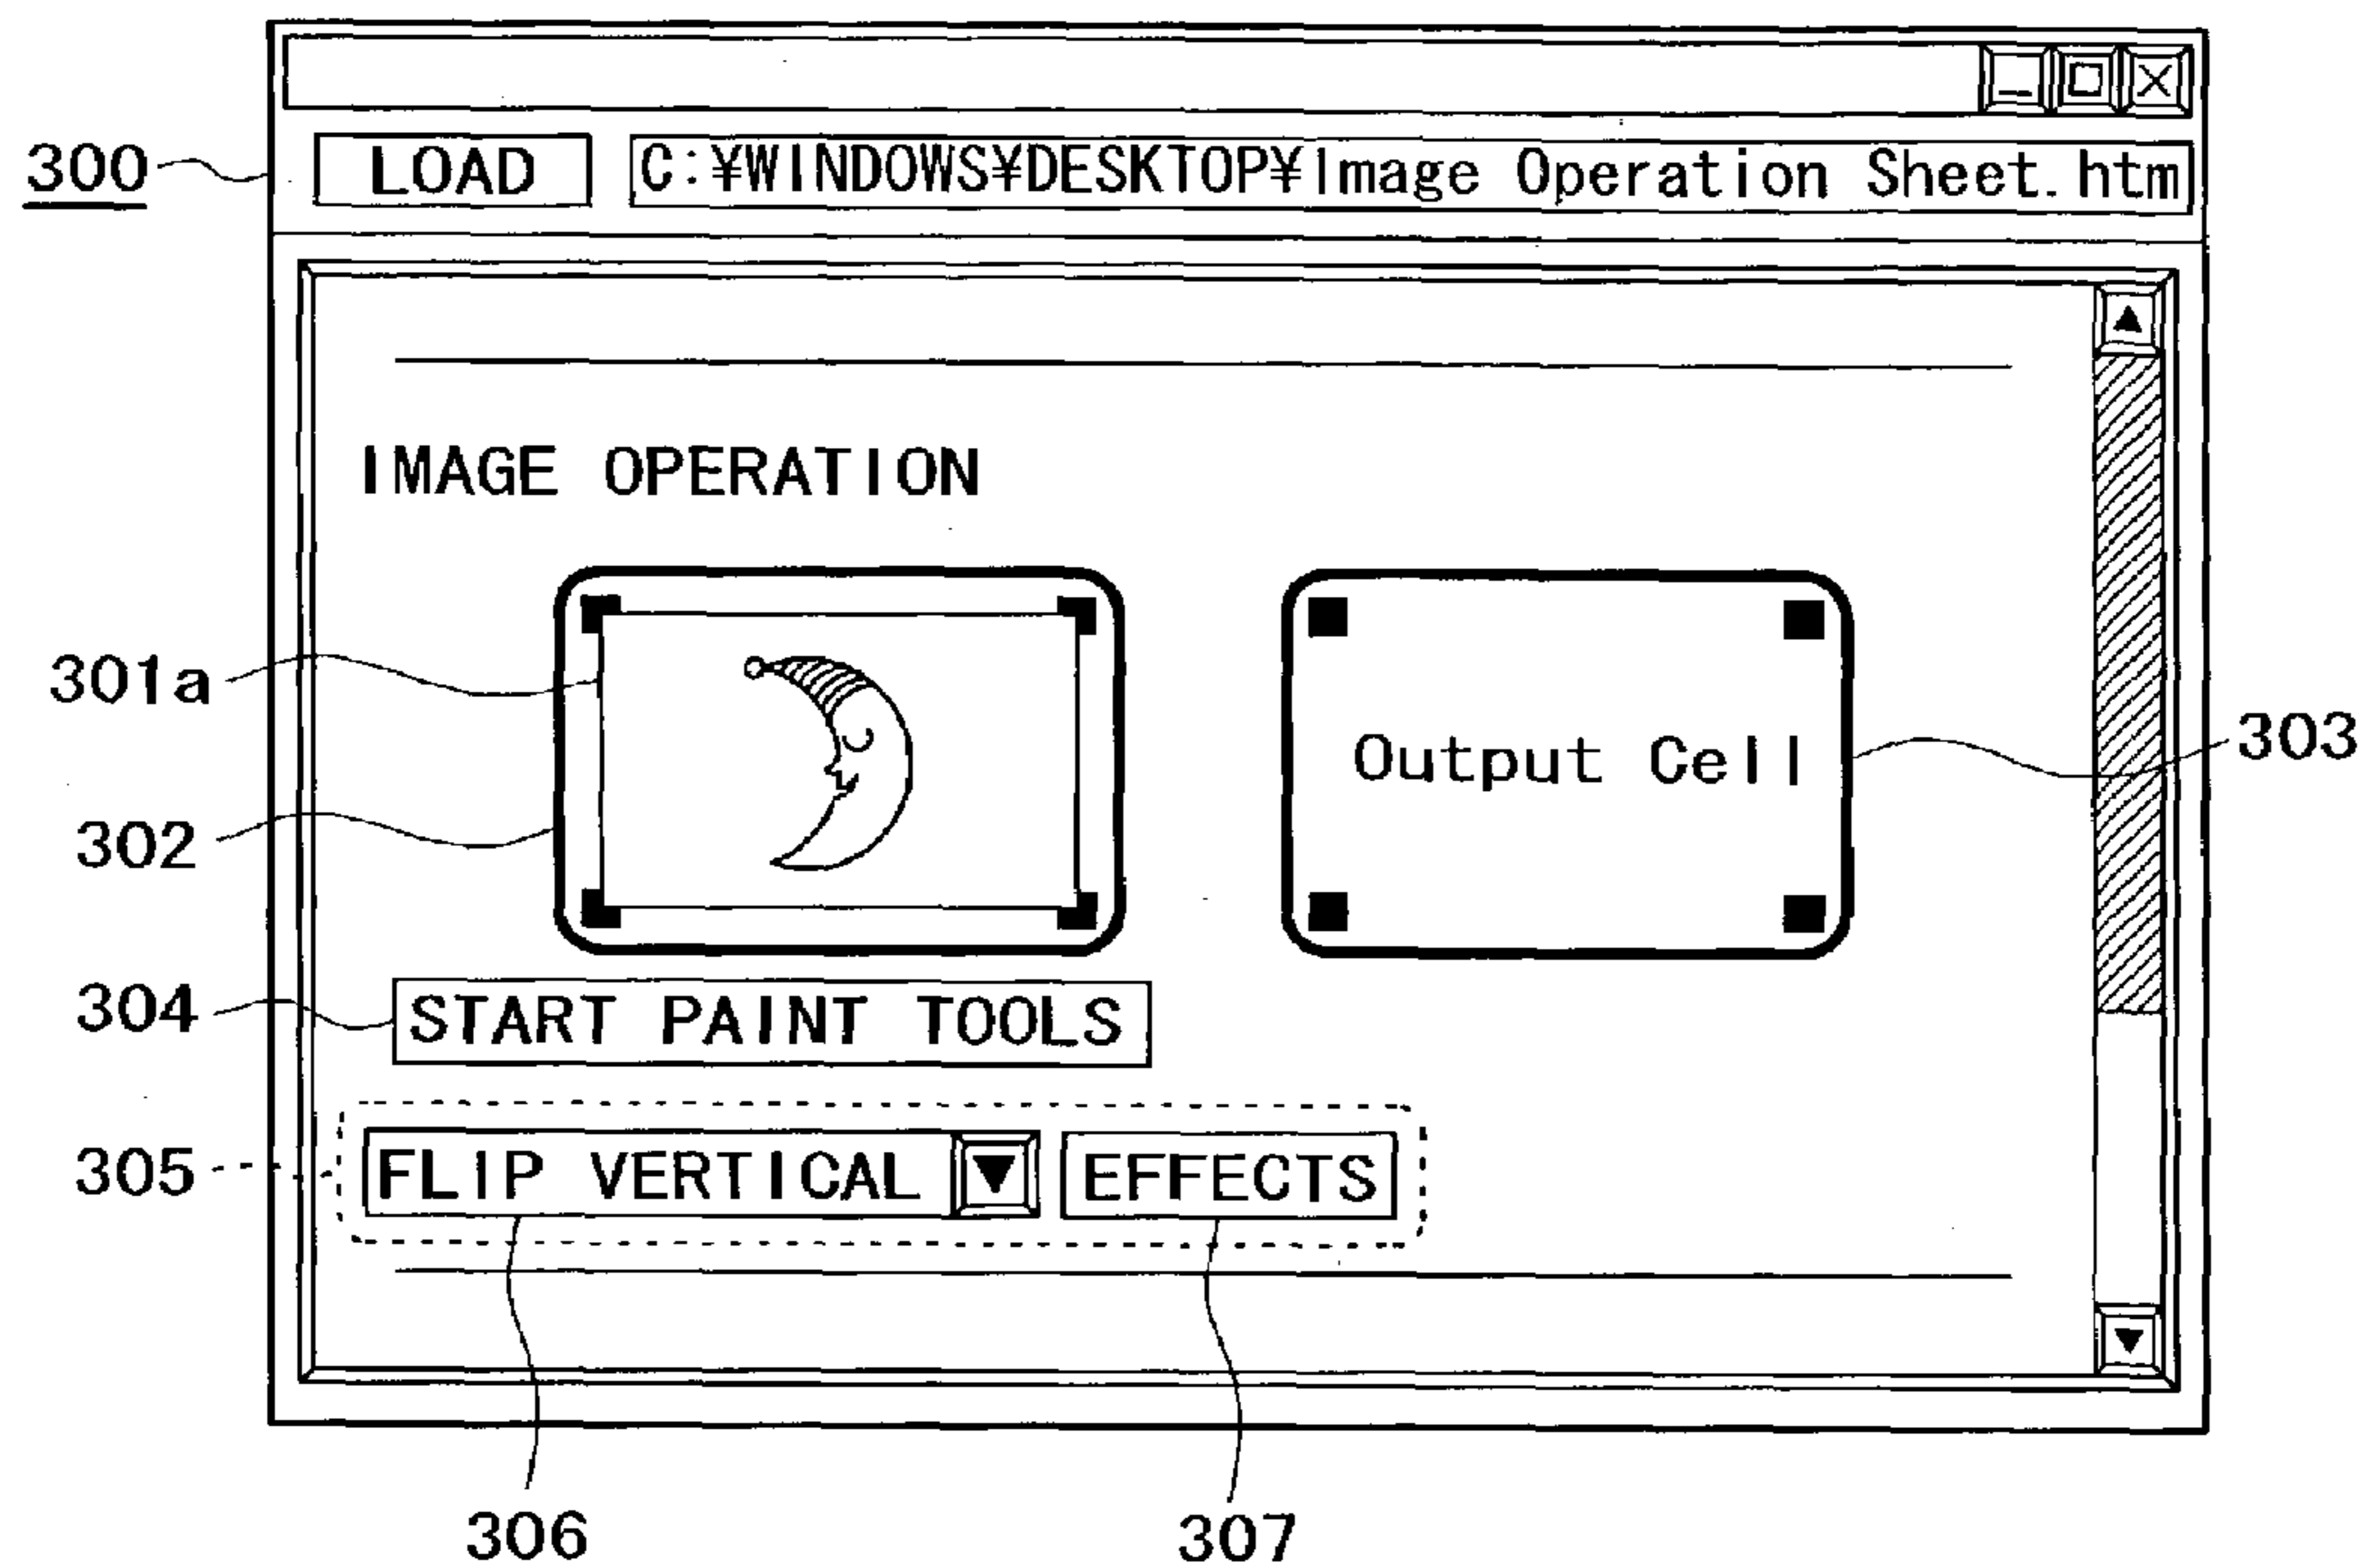 300
LOAD C:¥WINDOWS¥DESKTOP¥Image Operation Sheet.htm
IMAGE OPERATION
301a
302
Output Cell
303
304
START PAINT TOOLS
305
FLIP VERTICAL ▼ EFFECTS
306
307